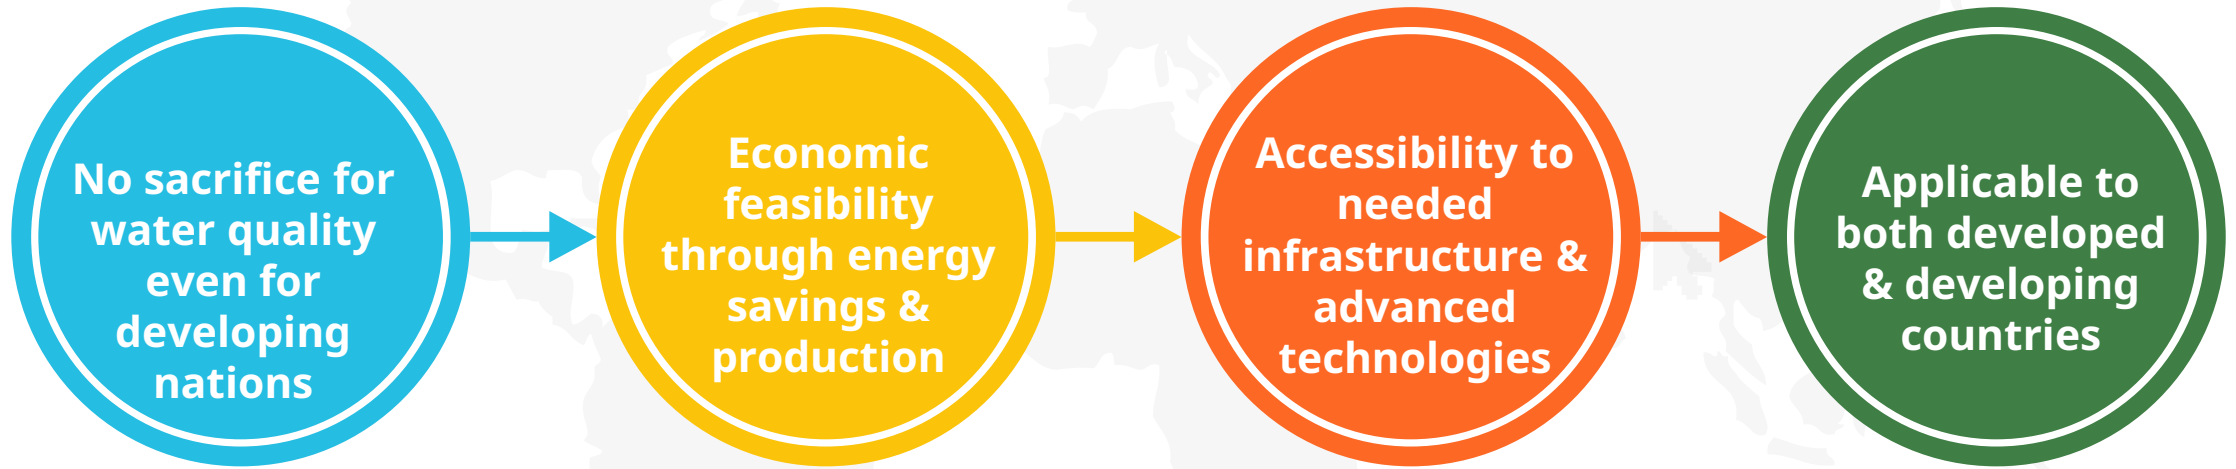 No sacrifice for
water quality
even for
developing
nations
Economic
feasibility
through energy
savings &
production
Accessibility to
needed
infrastructure &
advanced
technologies
Applicable to
both developed
& developing
countries